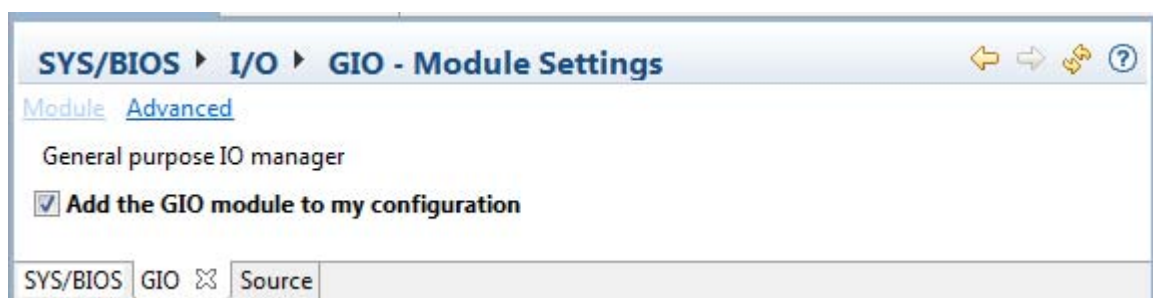 SYS/BIOS ▸ I/O ▸ GIO - Module Settings
Module Advanced
General purpose IO manager
Add the GIO module to my configuration
SYS/BIOS GIO Source